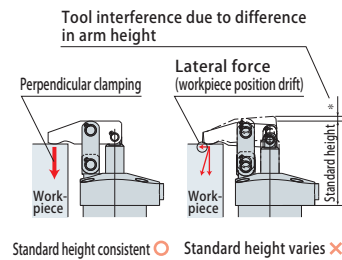 Tool interference due to difference
in arm height
Perpendicular clamping
Lateral force
(workpiece position drift)
*
Standard height
Work-
piece
Work-
piece
Standard height consistent ○
Standard height varies ×